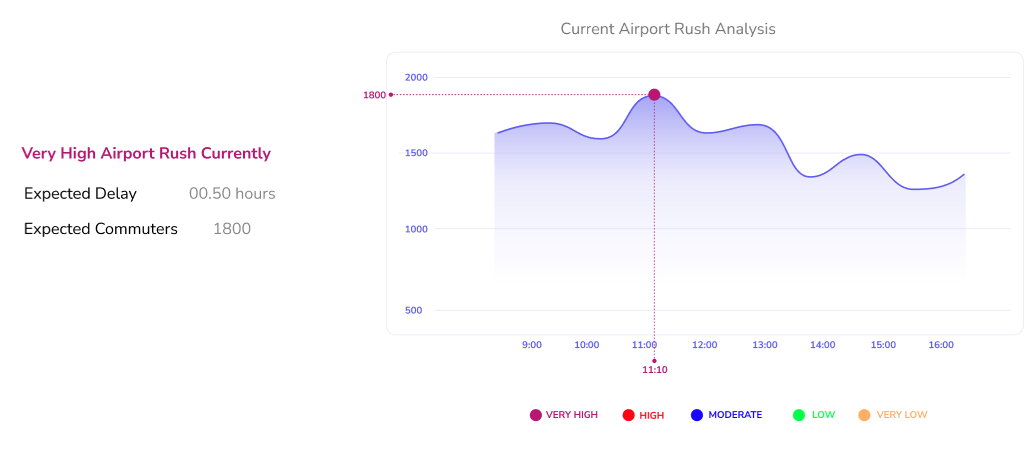 Current Airport Rush Analysis
2000
1800
1500
1000
500
9:00 10:00 11:00 12:00 13:00 14:00 15:00 16:00
11:10
VERY HIGH HIGH MODERATE LOW VERY LOW
Very High Airport Rush Currently
Expected Delay 00.50 hours
Expected Commuters 1800